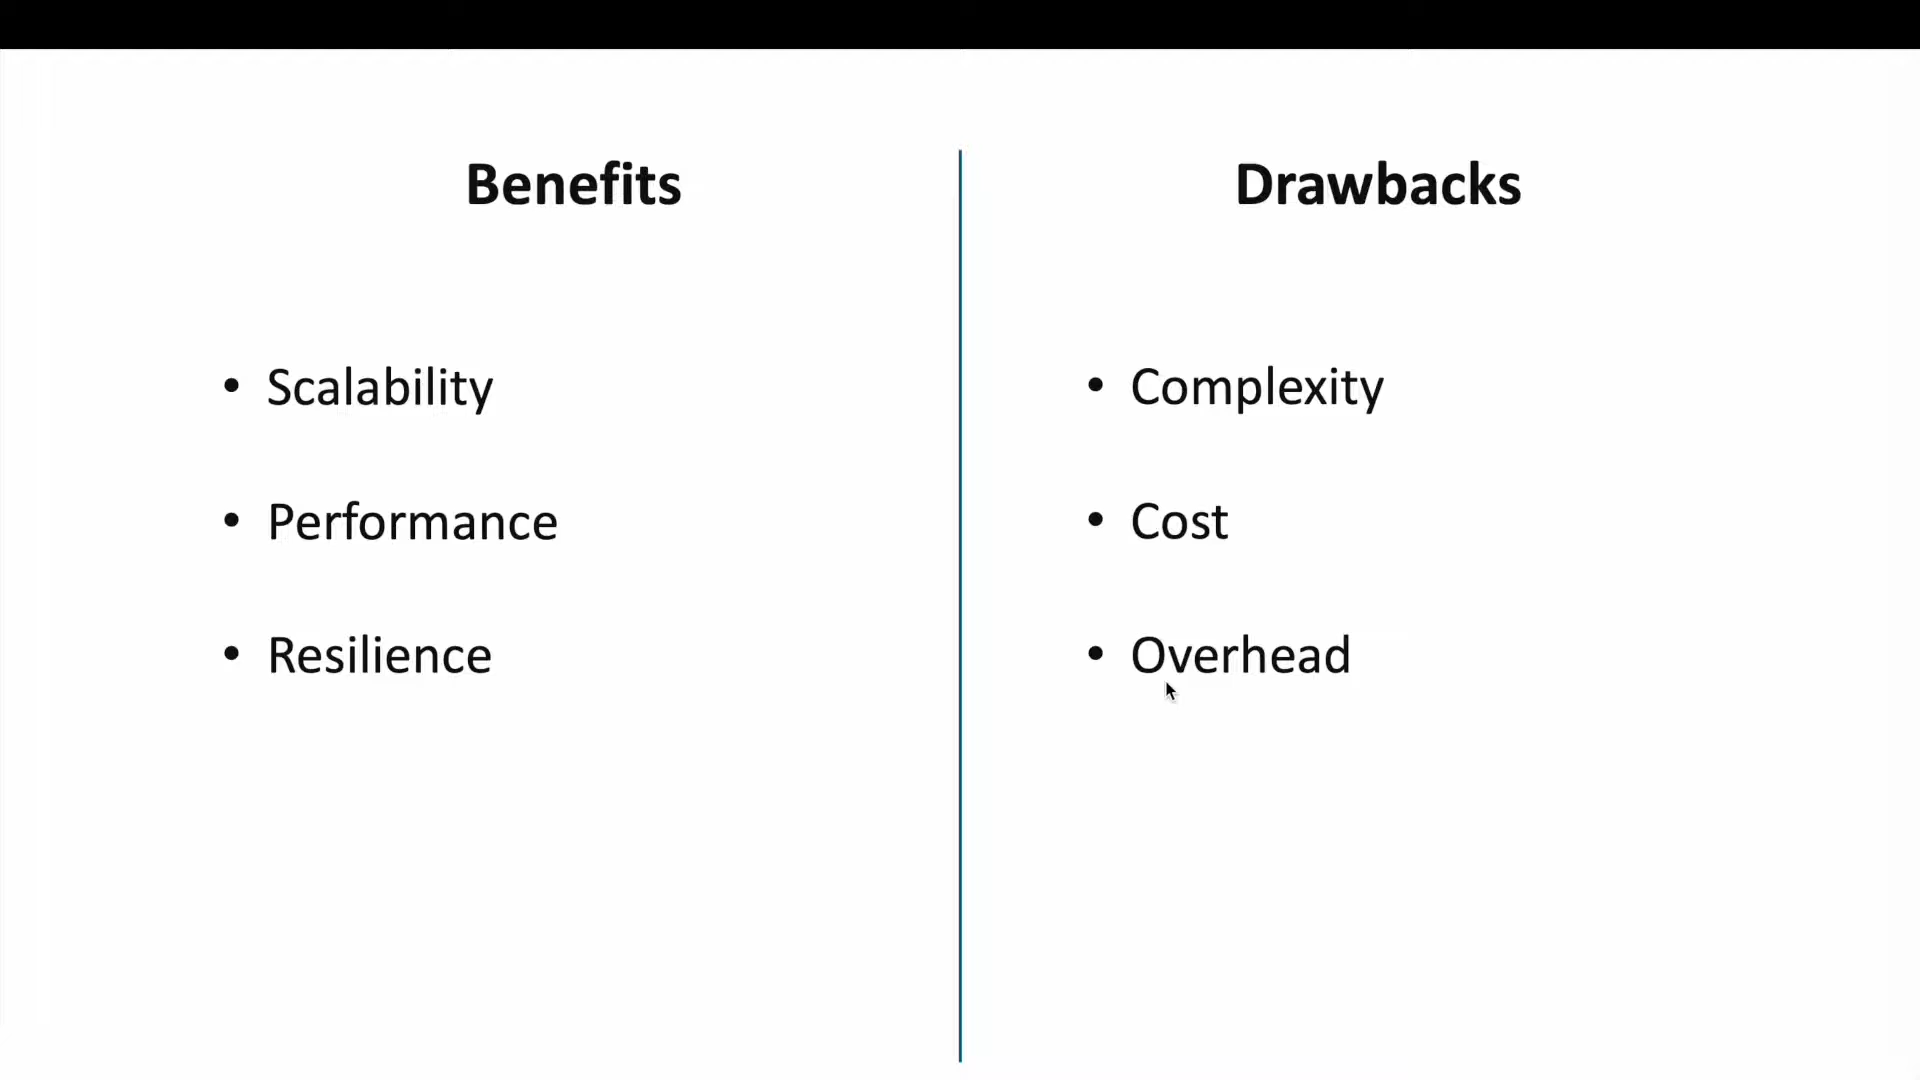 Benefits
• Scalability
• Performance
• Resilience
Drawbacks
• Complexity
• Cost
• Overhead